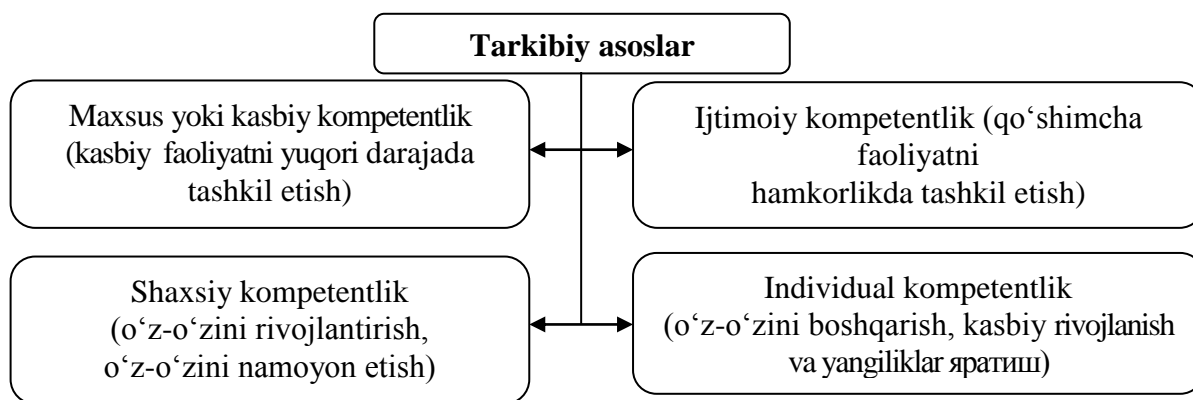 Tarkibiy asoslar
Maxsus yoki kasbiy kompetentlik
(kasbiy faoliyatni yuqori darajada
tashkil etish)
Ijtimoiy kompetentlik (qo‘shimcha
faoliyatni
hamkorlikda tashkil etish)
Shaxsiy kompetentlik
(o‘z-o‘zini rivojlantirish,
o‘z-o‘zini namoyon etish)
Individual kompetentlik
(o‘z-o‘zini boshqarish, kasbiy rivojlanish
va yangiliklar яратиш)